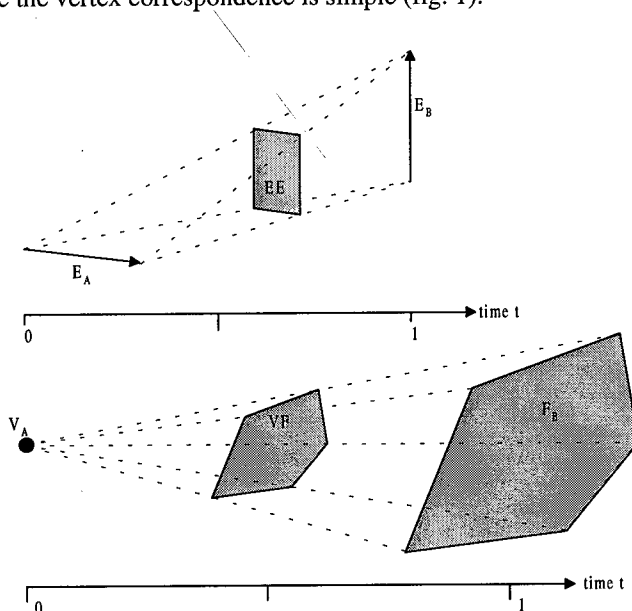 e the vertex correspondence is simple (fig. 1).
E_B
EE
E_A
time t
0 1
V_A
VF
F_B
time t
0 1